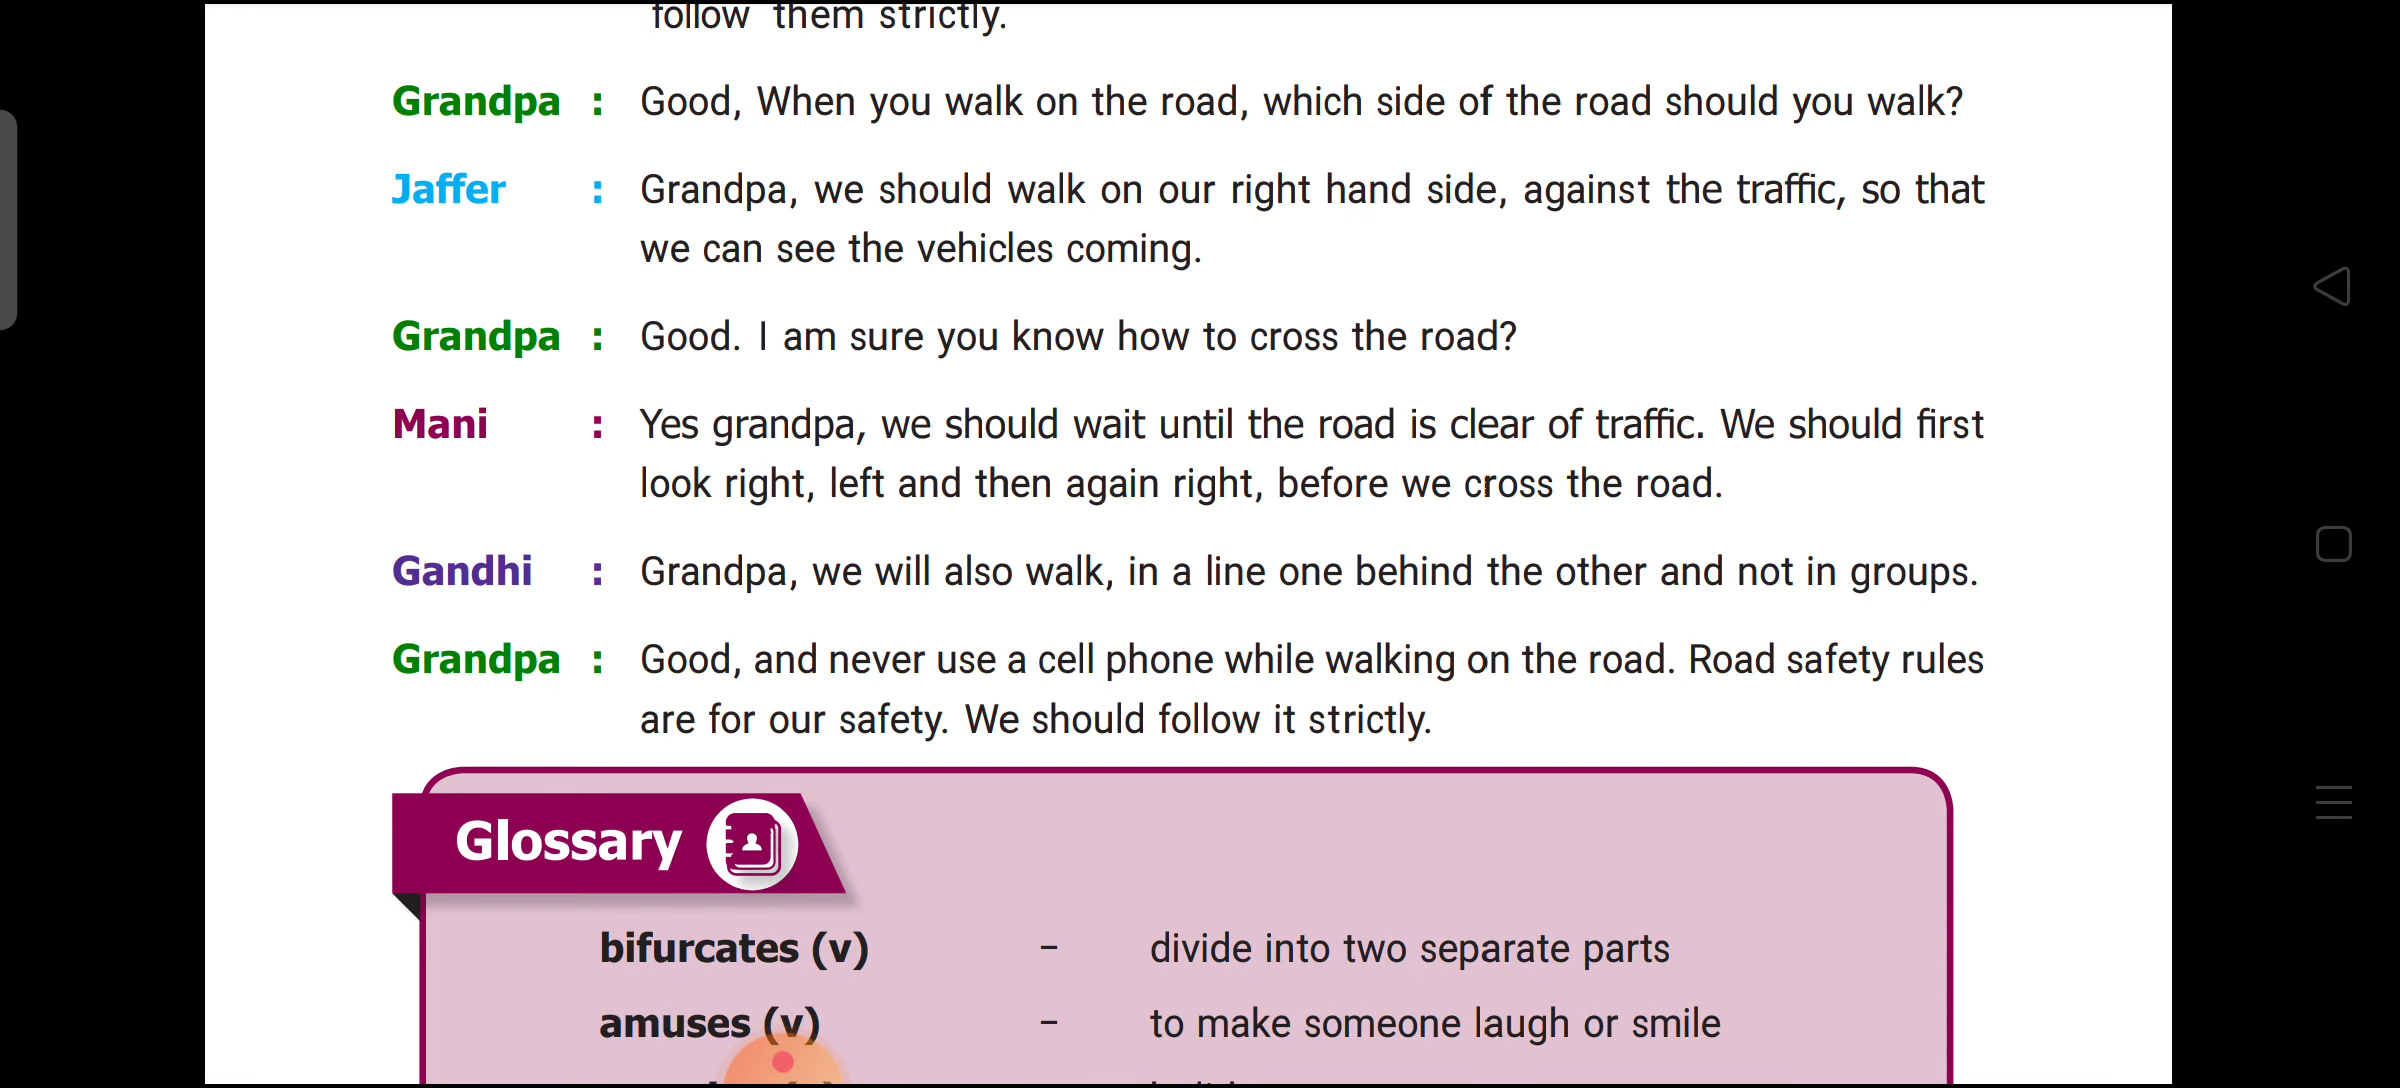 follow them strictly.
Grandpa : Good, When you walk on the road, which side of the road should you walk?
Jaffer : Grandpa, we should walk on our right hand side, against the traffic, so that
we can see the vehicles coming.
Grandpa : Good. I am sure you know how to cross the road?
Mani : Yes grandpa, we should wait until the road is clear of traffic. We should first
look right, left and then again right, before we cross the road.
Gandhi : Grandpa, we will also walk, in a line one behind the other and not in groups.
Grandpa : Good, and never use a cell phone while walking on the road. Road safety rules
are for our safety. We should follow it strictly.
Glossary
bifurcates (v) – divide into two separate parts
amuses (v) – to make someone laugh or smile